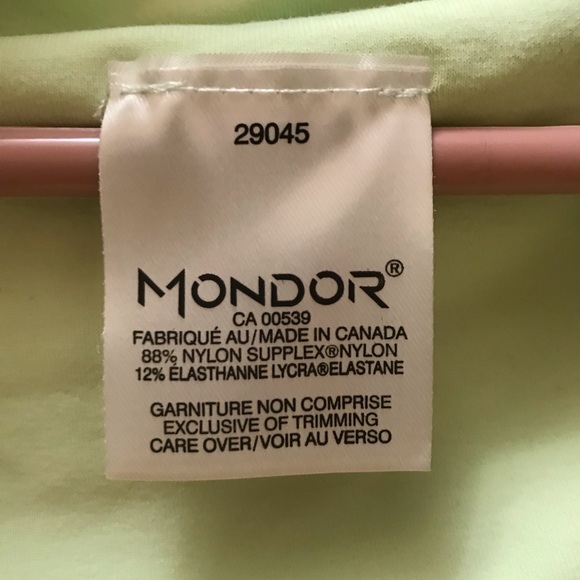 29045
MONDOR®
CA 00539
FABRIQUÉ AU/MADE IN CANADA
88% NYLON SUPPLEX®NYLON
12% ÉLASTHANNE LYCRA®ELASTANE
GARNITURE NON COMPRISE
EXCLUSIVE OF TRIMMING
CARE OVER/VOIR AU VERSO